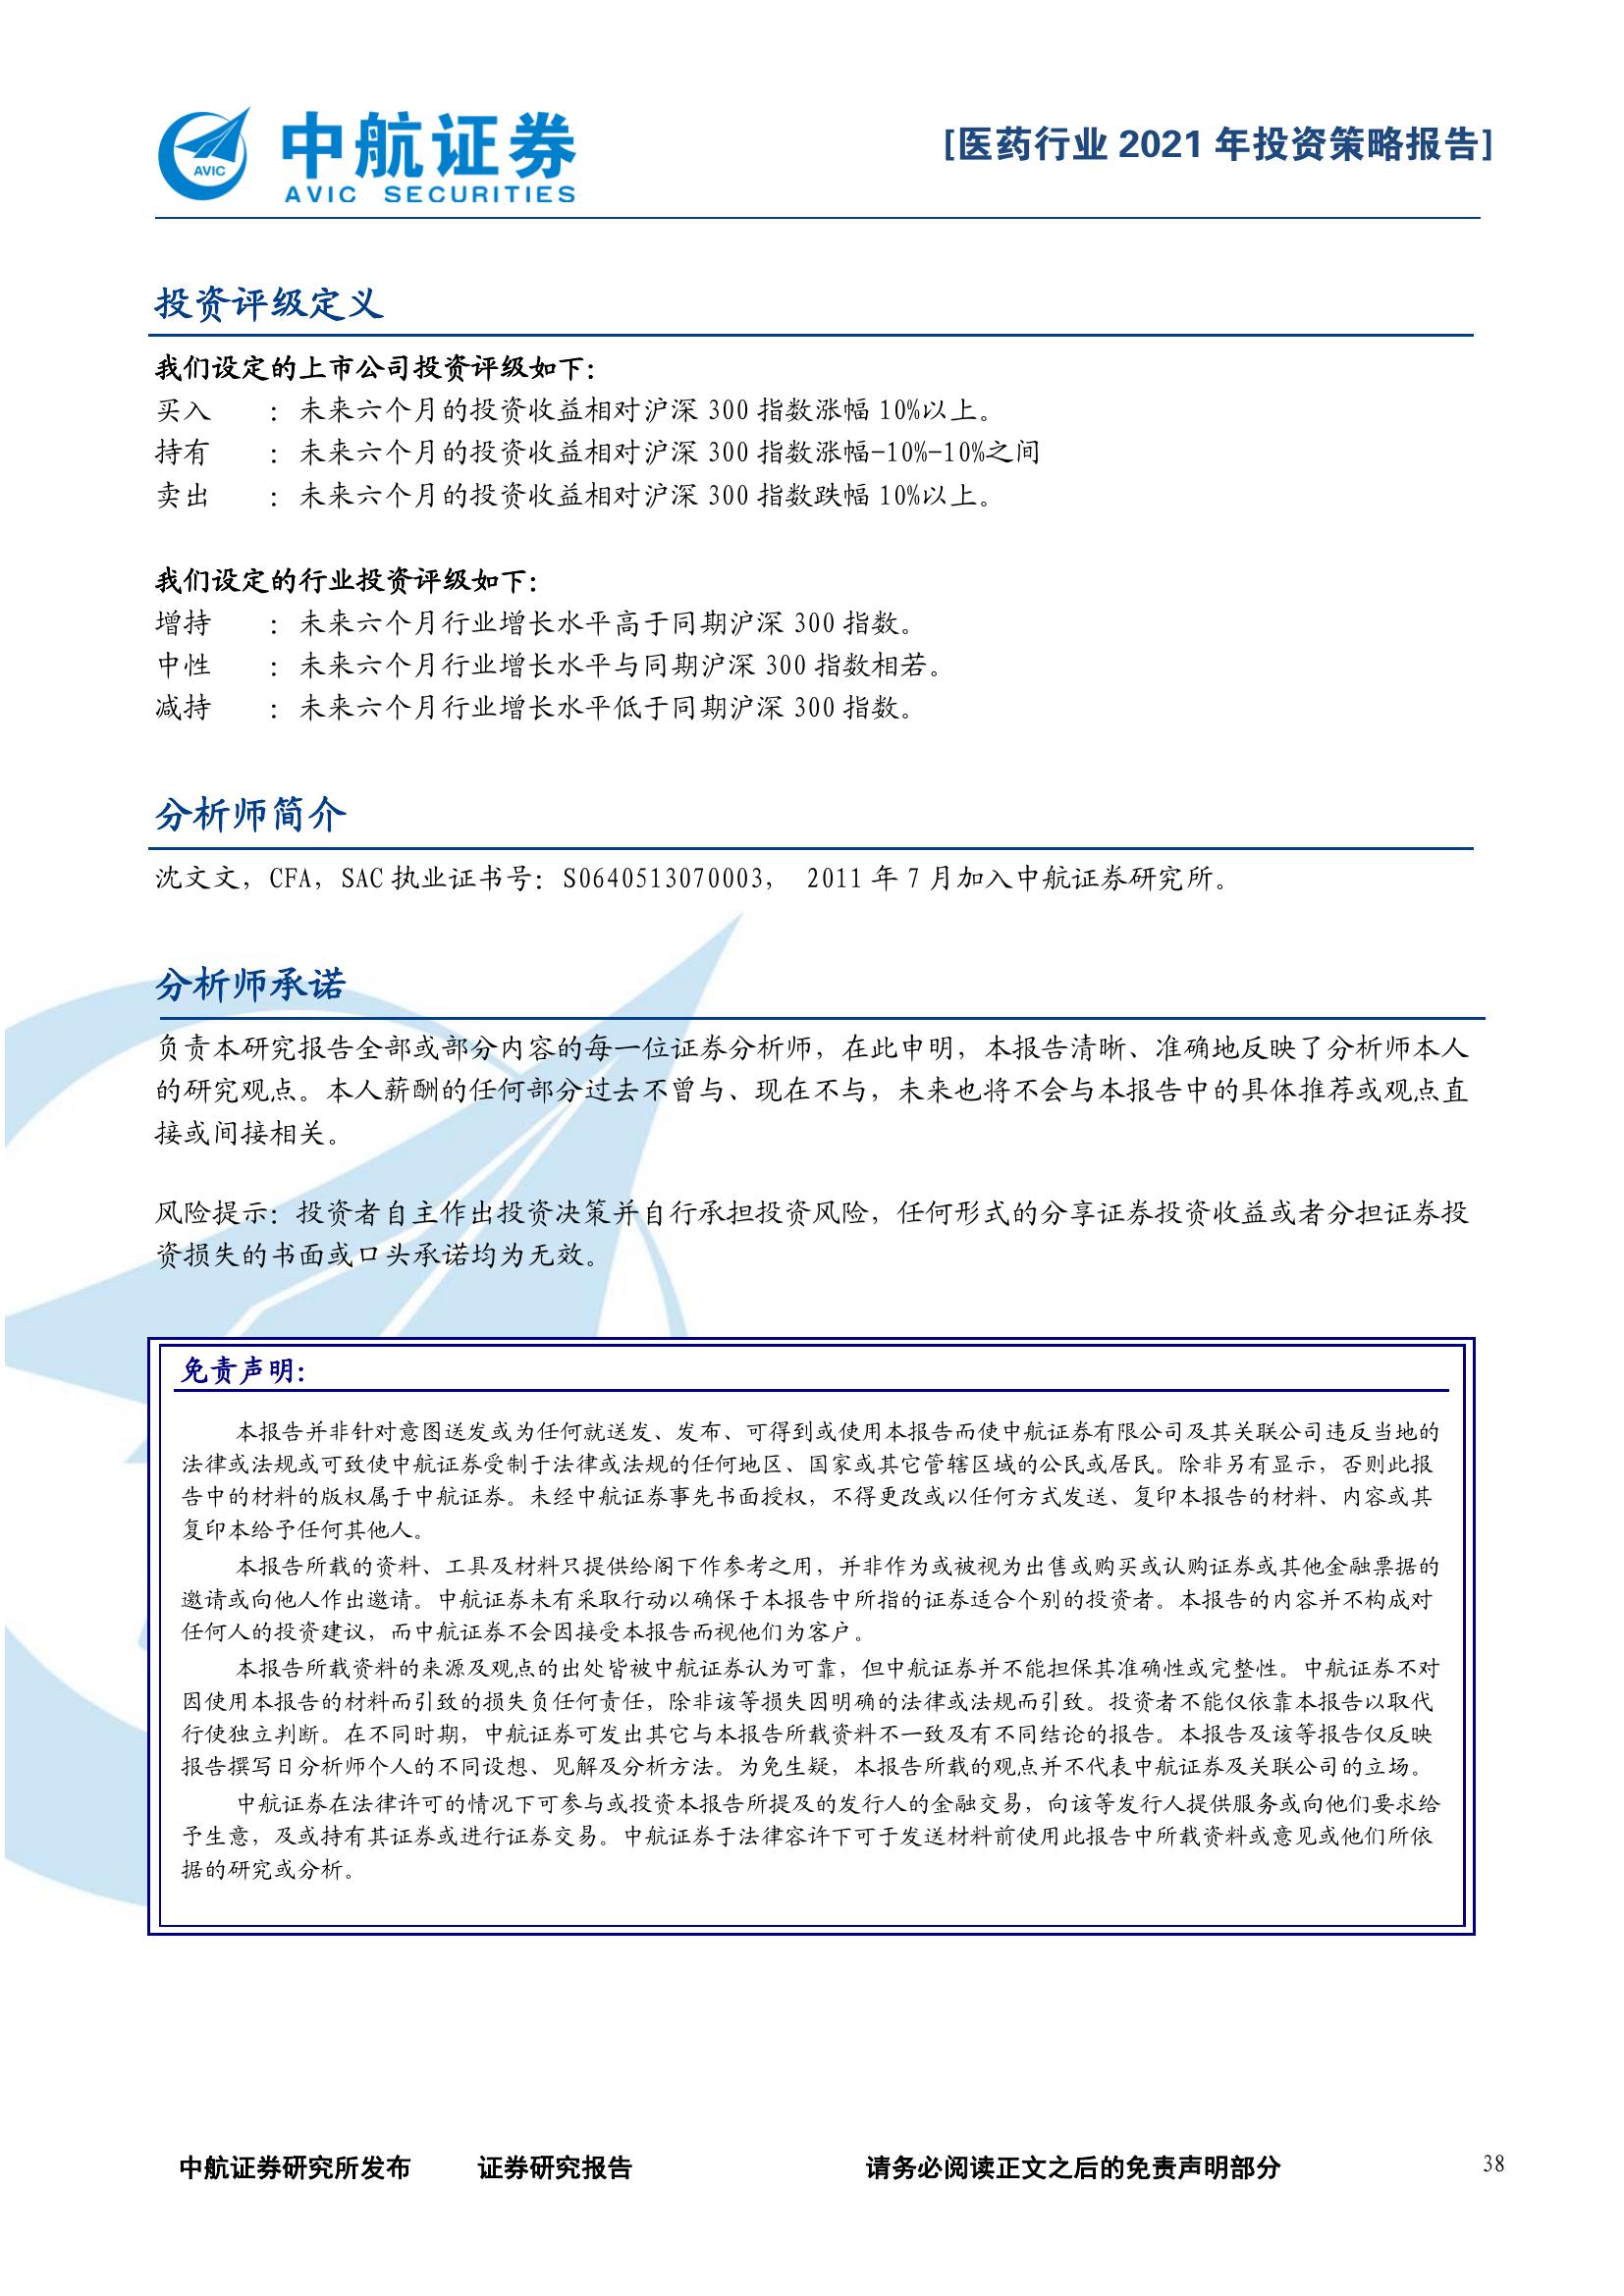 AVIC
中航证券
AVIC SECURITIES
[医药行业 2021 年投资策略报告]
投资评级定义
我们设定的上市公司投资评级如下：
买入 ：未来六个月的投资收益相对沪深 300 指数涨幅 10%以上。
持有 ：未来六个月的投资收益相对沪深 300 指数涨幅-10%-10%之间
卖出 ：未来六个月的投资收益相对沪深 300 指数跌幅 10%以上。
我们设定的行业投资评级如下：
增持 ：未来六个月行业增长水平高于同期沪深 300 指数。
中性 ：未来六个月行业增长水平与同期沪深 300 指数相若。
减持 ：未来六个月行业增长水平低于同期沪深 300 指数。
分析师简介
沈文文，CFA，SAC 执业证书号：S0640513070003， 2011 年 7 月加入中航证券研究所。
分析师承诺
负责本研究报告全部或部分内容的每一位证券分析师，在此申明，本报告清晰、准确地反映了分析师本人
的研究观点。本人薪酬的任何部分过去不曾与、现在不与，未来也将不会与本报告中的具体推荐或观点直
接或间接相关。
风险提示：投资者自主作出投资决策并自行承担投资风险，任何形式的分享证券投资收益或者分担证券投
资损失的书面或口头承诺均为无效。
免责声明：
本报告并非针对意图送发或为任何就送发、发布、可得到或使用本报告而使中航证券有限公司及其关联公司违反当地的
法律或法规或可致使中航证券受制于法律或法规的任何地区、国家或其它管辖区域的公民或居民。除非另有显示，否则此报
告中的材料的版权属于中航证券。未经中航证券事先书面授权，不得更改或以任何方式发送、复印本报告的材料、内容或其
复印本给予任何其他人。
本报告所载的资料、工具及材料只提供给阁下作参考之用，并非作为或被视为出售或购买或认购证券或其他金融票据的
邀请或向他人作出邀请。中航证券未有采取行动以确保于本报告中所指的证券适合个别的投资者。本报告的内容并不构成对
任何人的投资建议，而中航证券不会因接受本报告而视他们为客户。
本报告所载资料的来源及观点的出处皆被中航证券认为可靠，但中航证券并不能担保其准确性或完整性。中航证券不对
因使用本报告的材料而引致的损失负任何责任，除非该等损失因明确的法律或法规而引致。投资者不能仅依靠本报告以取代
行使独立判断。在不同时期，中航证券可发出其它与本报告所载资料不一致及有不同结论的报告。本报告及该等报告仅反映
报告撰写日分析师个人的不同设想、见解及分析方法。为免生疑，本报告所载的观点并不代表中航证券及关联公司的立场。
中航证券在法律许可的情况下可参与或投资本报告所提及的发行人的金融交易，向该等发行人提供服务或向他们要求给
予生意，及或持有其证券或进行证券交易。中航证券于法律容许下可于发送材料前使用此报告中所载资料或意见或他们所依
据的研究或分析。
中航证券研究所发布 证券研究报告 请务必阅读正文之后的免责声明部分 38